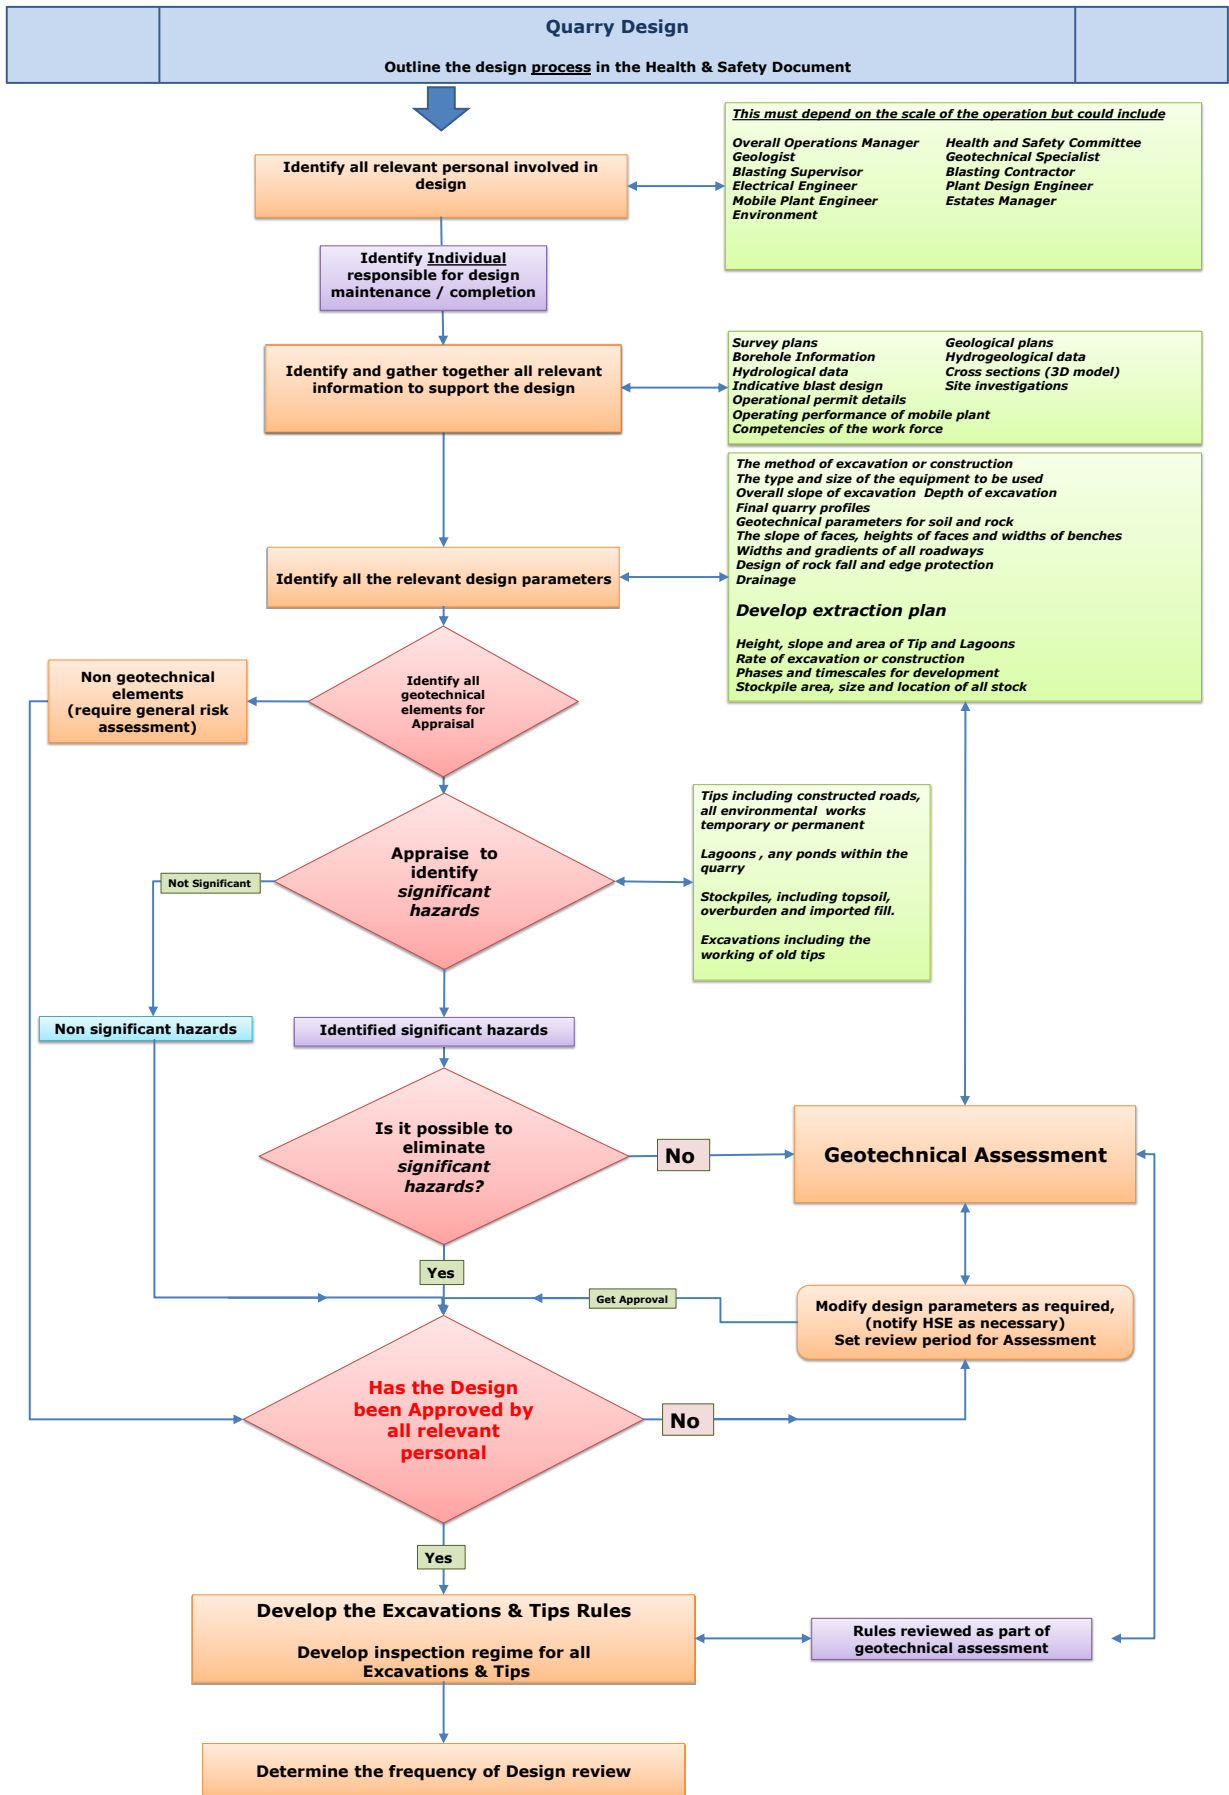 Quarry Design
Outline the design process in the Health & Safety Document
This must depend on the scale of the operation but could include
Overall Operations Manager Health and Safety Committee
Geologist Geotechnical Specialist
Blasting Supervisor Blasting Contractor
Electrical Engineer Plant Design Engineer
Mobile Plant Engineer Estates Manager
Environment
Identify all relevant personal involved in
design
Identify Individual
responsible for design
maintenance / completion
Identify and gather together all relevant
information to support the design
Survey plans Geological plans
Borehole Information Hydrogeological data
Hydrological data Cross sections (3D model)
Indicative blast design Site investigations
Operational permit details
Operating performance of mobile plant
Competencies of the work force
The method of excavation or construction
The type and size of the equipment to be used
Overall slope of excavation Depth of excavation
Final quarry profiles
Geotechnical parameters for soil and rock
The slope of faces, heights of faces and widths of benches
Widths and gradients of all roadways
Design of rock fall and edge protection
Drainage
Develop extraction plan
Height, slope and area of Tip and Lagoons
Rate of excavation or construction
Phases and timescales for development
Stockpile area, size and location of all stock
Identify all the relevant design parameters
Identify all
geotechnical
elements for
Appraisal
Non geotechnical
elements
(require general risk
assessment)
Appraise to
identify
significant
hazards
Not Significant
Tips including constructed roads,
all environmental works
temporary or permanent
Lagoons , any ponds within the
quarry
Stockpiles, including topsoil,
overburden and imported fill.
Excavations including the
working of old tips
Non significant hazards
Identified significant hazards
Is it possible to
eliminate
significant
hazards?
No
Geotechnical Assessment
Yes
Get Approval
Modify design parameters as required,
(notify HSE as necessary)
Set review period for Assessment
Has the Design
been Approved by
all relevant
personal
No
Yes
Develop the Excavations & Tips Rules
Develop inspection regime for all
Excavations & Tips
Rules reviewed as part of
geotechnical assessment
Determine the frequency of Design review